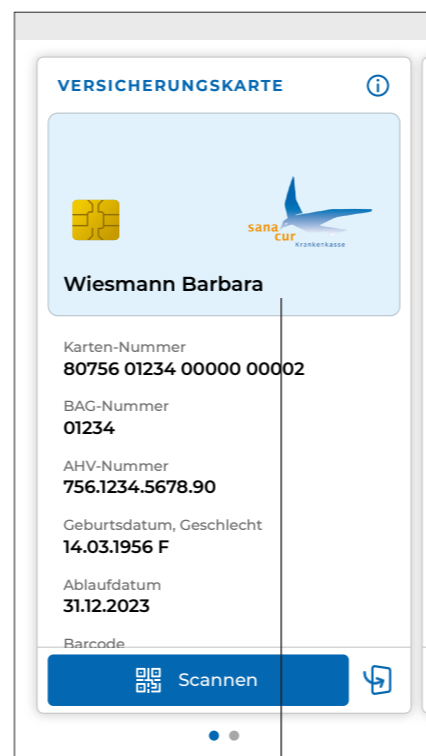 VERSICHERUNGSKARTE
sana
cur
Krankenkasse
Wiesmann Barbara
Karten-Nummer
80756 01234 00000 00002
BAG-Nummer
01234
AHV-Nummer
756.1234.5678.90
Geburtsdatum, Geschlecht
14.03.1956 F
Ablaufdatum
31.12.2023
Barcode
Scannen